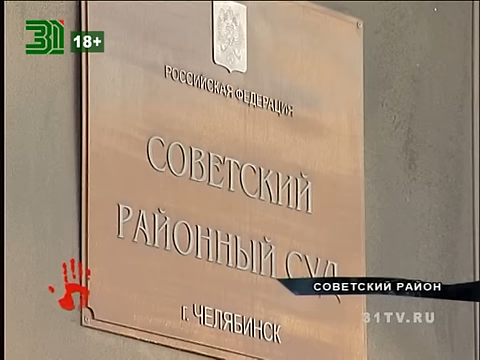 31
18+
РОССИЙСКАЯ ФЕДЕРАЦИЯ
СОВЕТСКИЙ
РАЙОННЫЙ СУД
г. ЧЕЛЯБИНСК
СОВЕТСКИЙ РАЙОН
31TV.RU